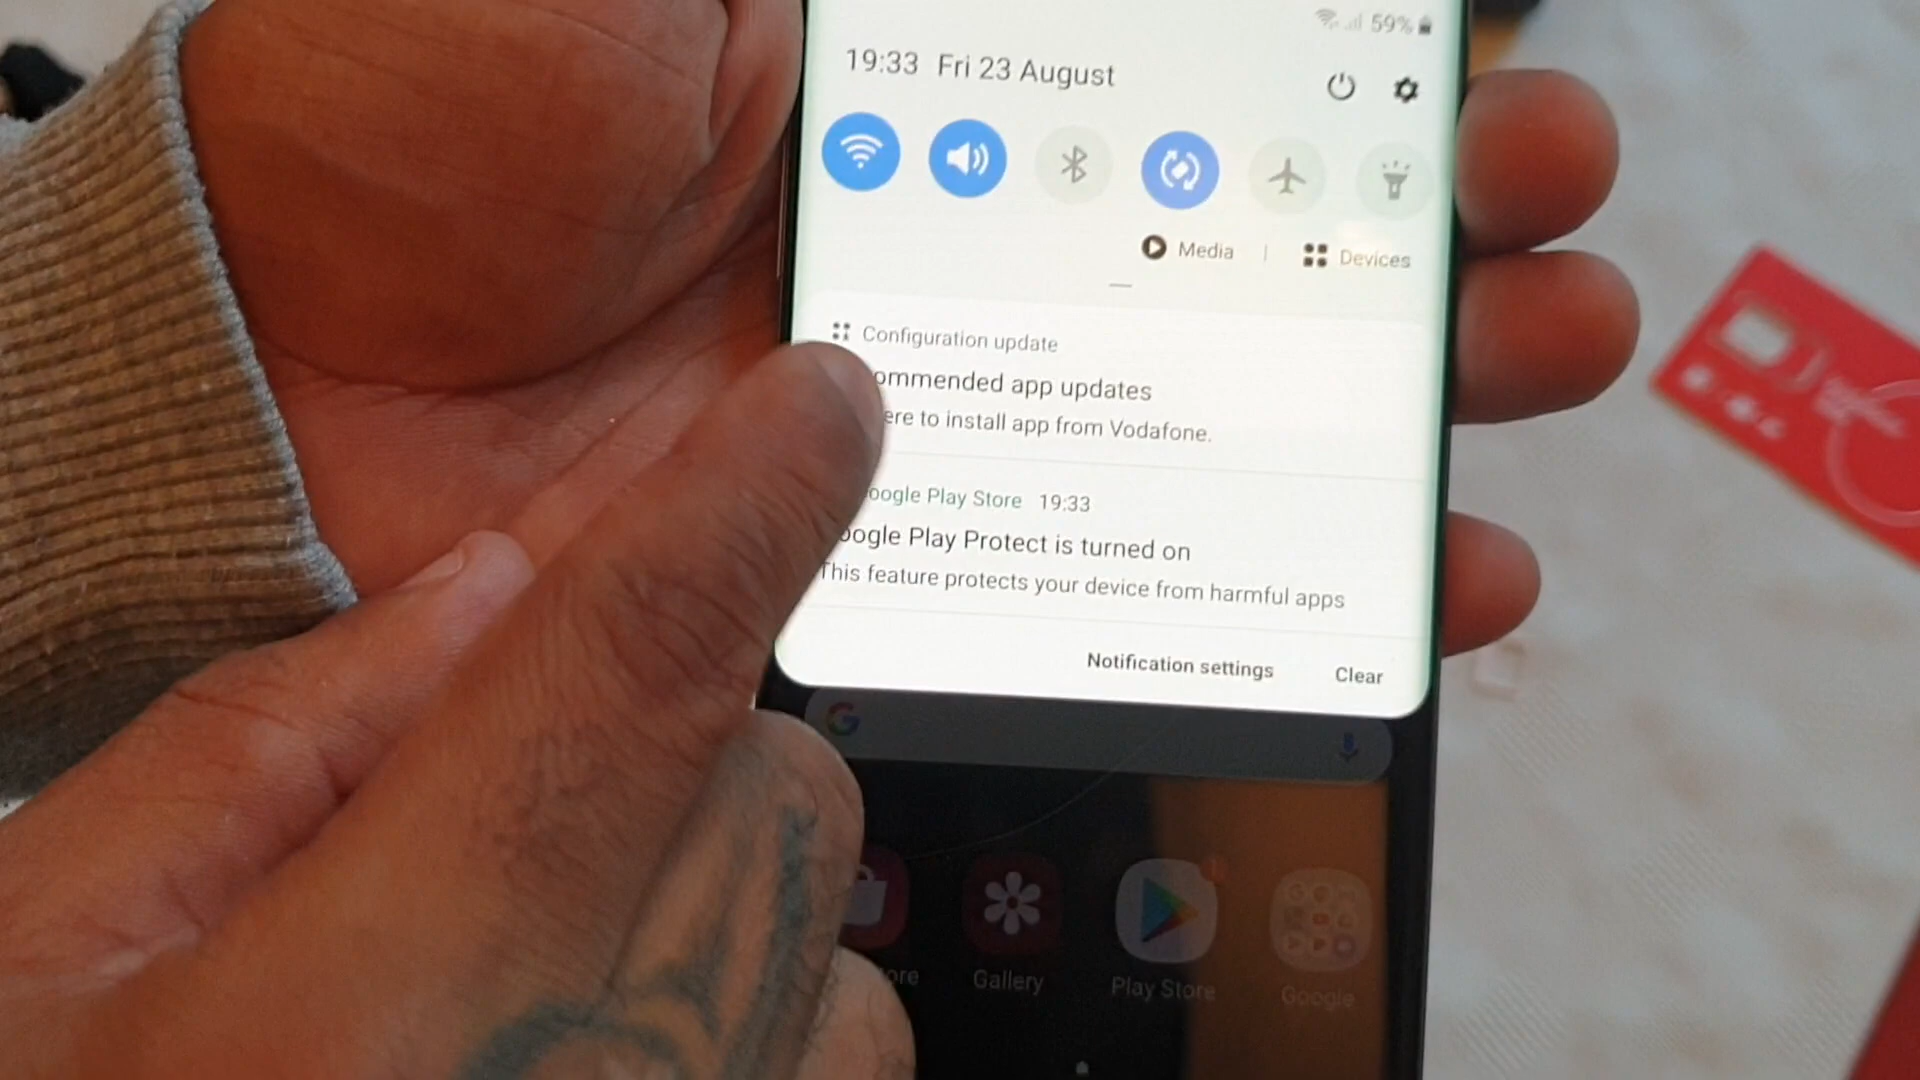 59%
19:33 Fri 23 August
Media | Devices
Configuration update
ommended app updates
ere to install app from Vodafone.
oogle Play Store 19:33
oogle Play Protect is turned on
This feature protects your device from harmful apps
Notification settings Clear
G
ore Gallery Play Store Google